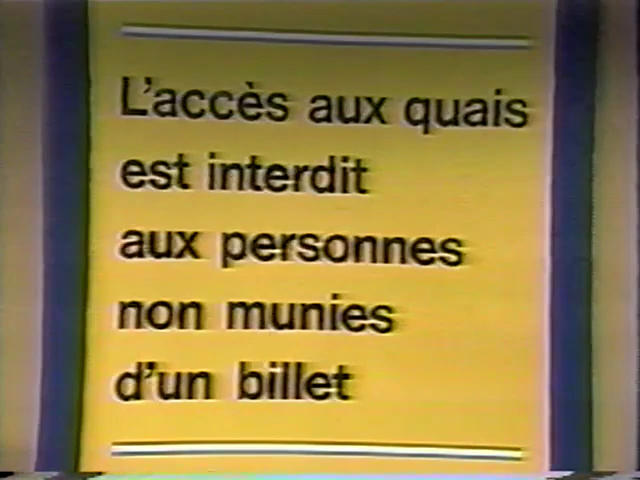 L'accès aux quais
est interdit
aux personnes
non munies
d'un billet